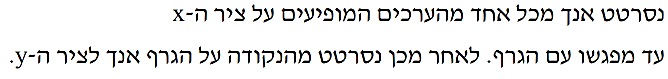 נסרטט אנך מכל אחד מהערכים המופיעים על ציר ה-x
עד מפגשו עם הגרף. לאחר מכן נסרטט מהנקודה על הגרף אנך לציר ה-y.